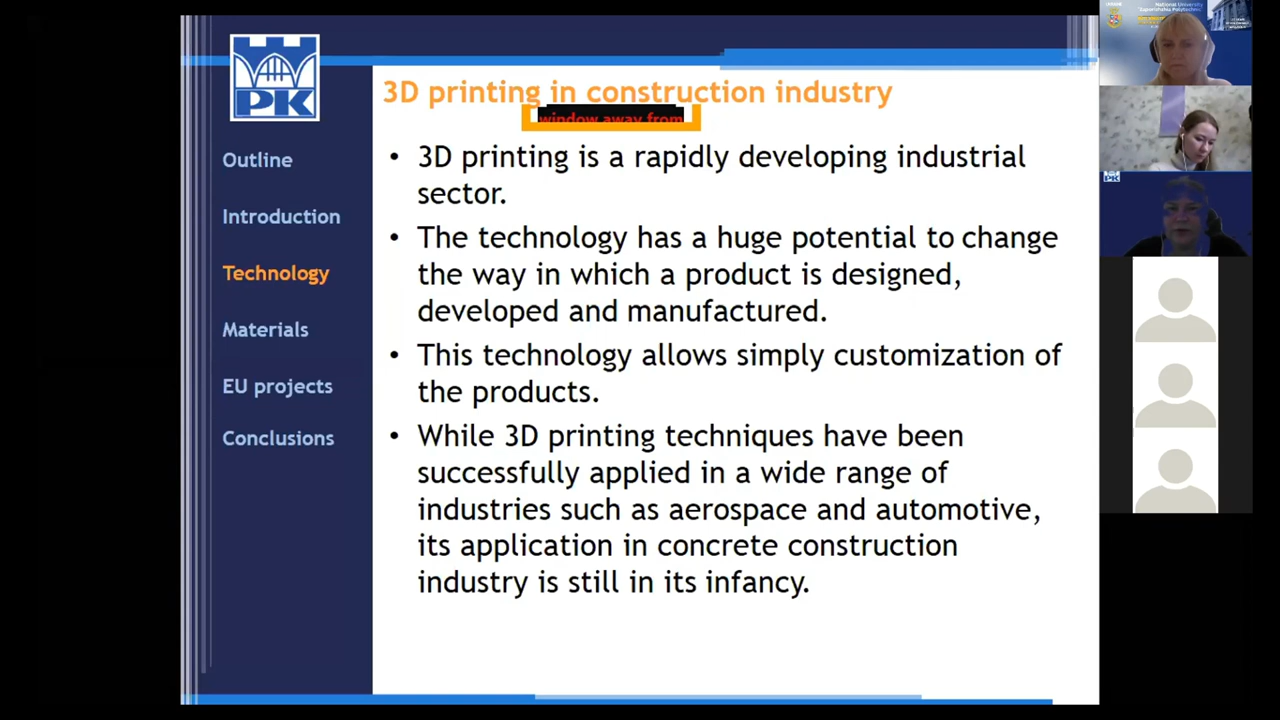 3D printing in construction industry
window away from
PK
Outline
Introduction
Technology
Materials
EU projects
Conclusions
• 3D printing is a rapidly developing industrial
sector.
• The technology has a huge potential to change
the way in which a product is designed,
developed and manufactured.
• This technology allows simply customization of
the products.
• While 3D printing techniques have been
successfully applied in a wide range of
industries such as aerospace and automotive,
its application in concrete construction
industry is still in its infancy.
National University
PK